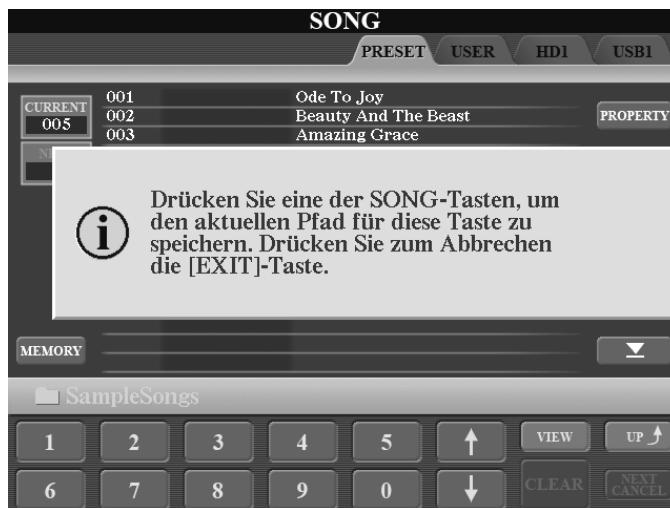 SONG
PRESET USER HD1 USB1
CURRENT
005
001 Ode To Joy
002 Beauty And The Beast
003 Amazing Grace
PROPERTY
Drücken Sie eine der SONG-Tasten, um
den aktuellen Pfad für diese Taste zu
speichern. Drücken Sie zum Abbrechen
die [EXIT]-Taste.
MEMORY
SampleSongs
1 2 3 4 5 VIEW UP
6 7 8 9 0 CLEAR NEXT
CANCEL